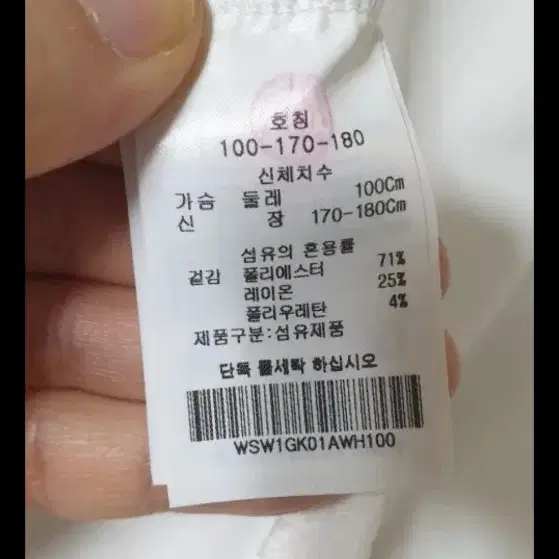 호칭
100-170-180
신체치수
가슴 둘레 100Cm
신 장 170-180Cm
섬유의 혼용률
겉감 폴리에스터 71%
레이온 25%
폴리우레탄 4%
제품구분:섬유제품
단독 물세탁 하십시오
WSW1GK01AWH100